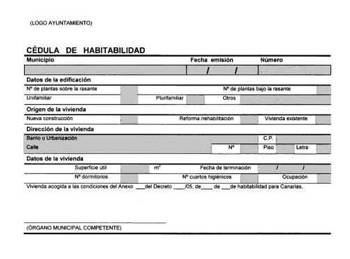 (LOGO AYUNTAMIENTO)
CÉDULA DE HABITABILIDAD
Municipio Fecha emisión Número
/ /
Datos de la edificación
Nº de plantas sobre la rasante Nº de plantas bajo la rasante
Unifamiliar Plurifamiliar Otros
Origen de la vivienda
Nueva construcción Reforma rehabilitación Vivienda existente
Dirección de la vivienda
Barrio o Urbanización C.P.
Calle Nº Piso Letra
Datos de la vivienda
Superficie útil m² Fecha de terminación / /
Nº dormitorios Nº cuartos higiénicos Ocupación
Vivienda acogida a las condiciones del Anexo ___del Decreto ___/05, de____ de ___de habitabilidad para Canarias.
(ÓRGANO MUNICIPAL COMPETENTE)